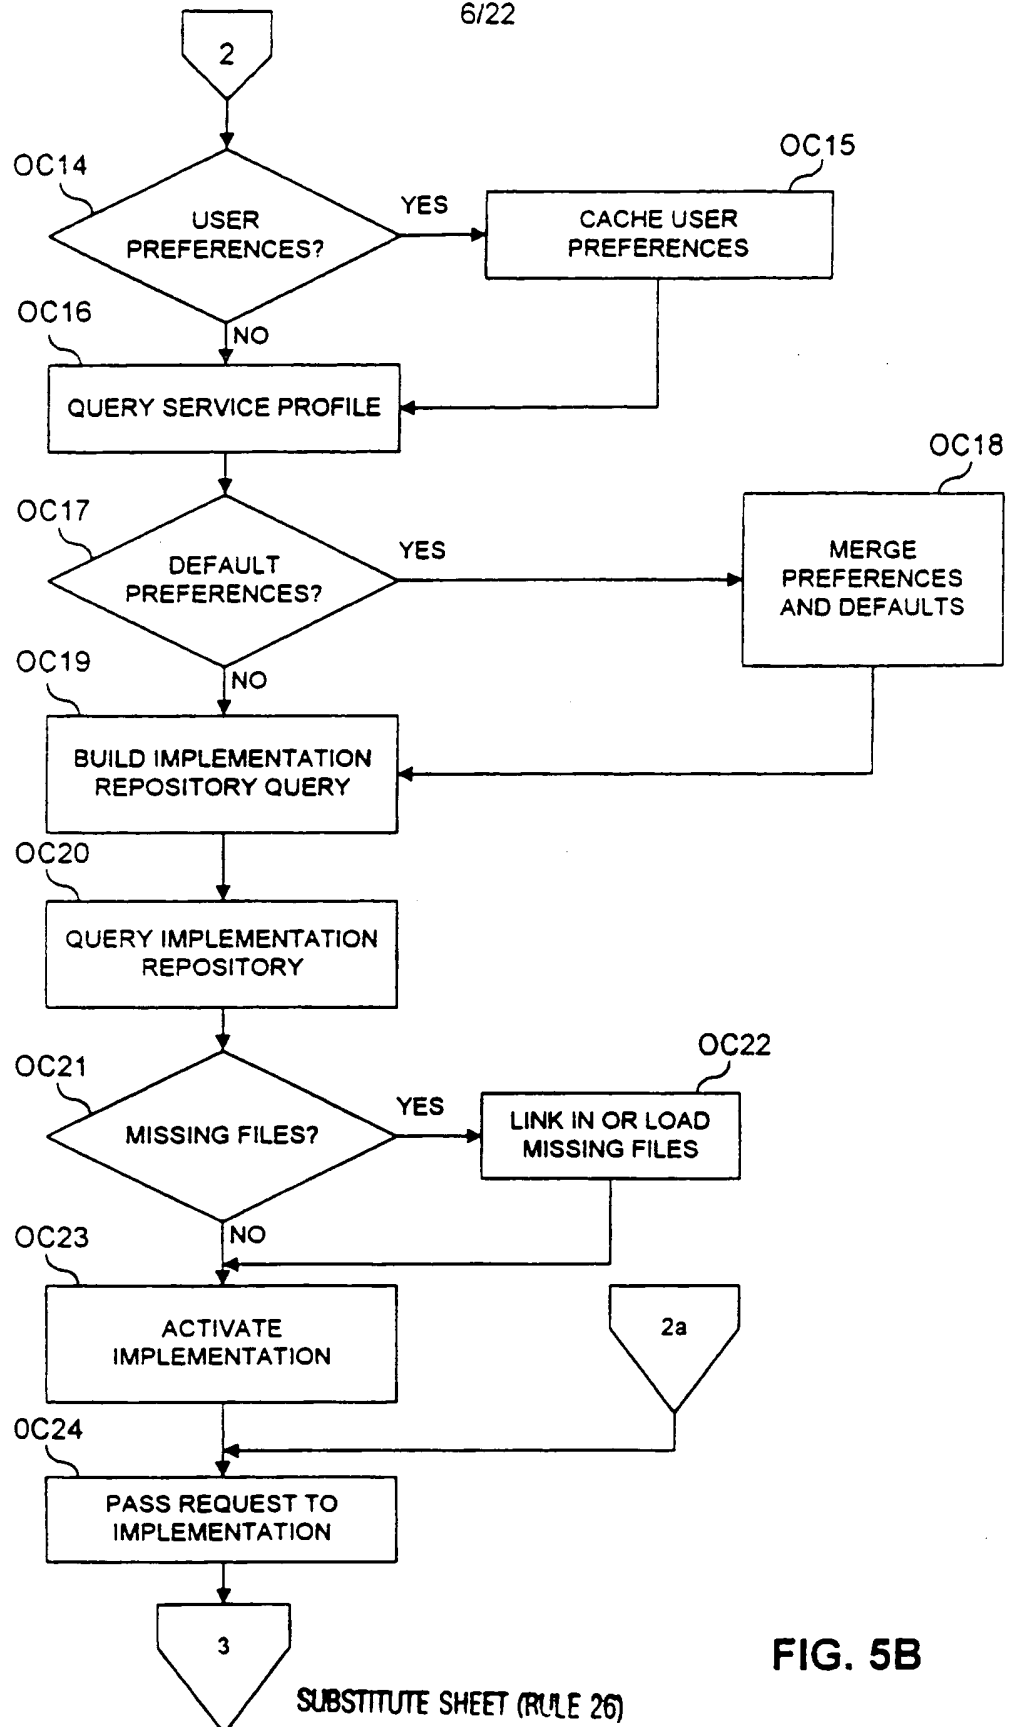 6/22
2
OC14
USER
PREFERENCES?
YES
OC15
CACHE USER
PREFERENCES
NO
OC16
QUERY SERVICE PROFILE
OC17
DEFAULT
PREFERENCES?
YES
OC18
MERGE
PREFERENCES
AND DEFAULTS
NO
OC19
BUILD IMPLEMENTATION
REPOSITORY QUERY
OC20
QUERY IMPLEMENTATION
REPOSITORY
OC21
MISSING FILES?
YES
OC22
LINK IN OR LOAD
MISSING FILES
NO
OC23
ACTIVATE
IMPLEMENTATION
2a
0C24
PASS REQUEST TO
IMPLEMENTATION
3
FIG. 5B
SUBSTITUTE SHEET (RULE 26)